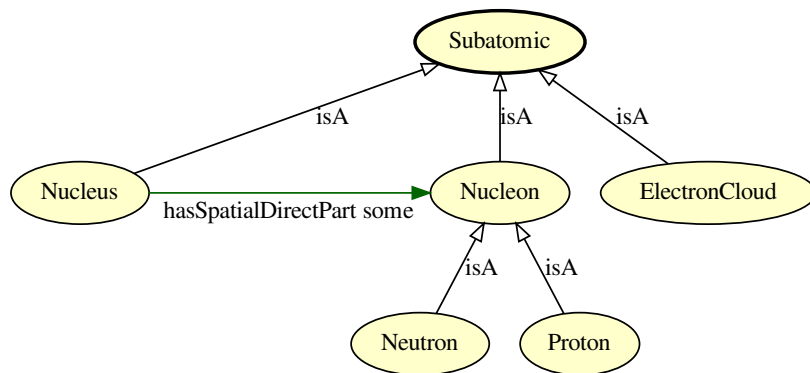 Subatomic
isA
isA
isA
Nucleus
hasSpatialDirectPart some
Nucleon
ElectronCloud
isA
isA
Neutron
Proton